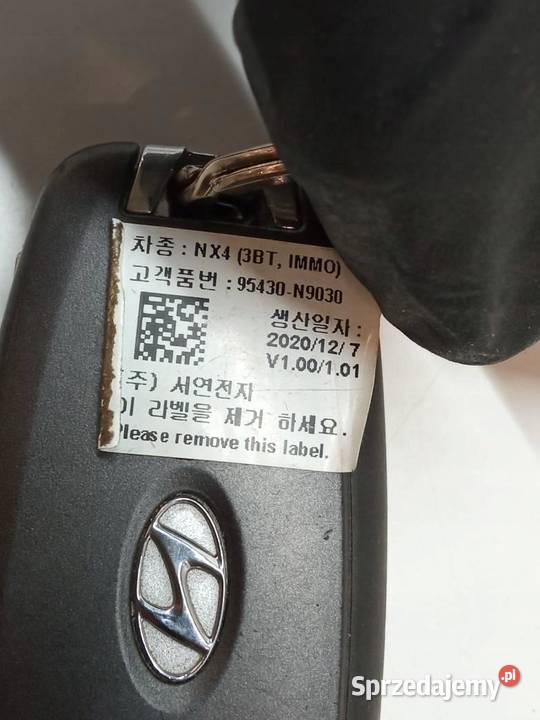 차종 : NX4 (3BT, IMMO)
고객품번 : 95430-N9030
생산일자 :
2020/12/ 7
V1.00/1.01
주) 서연전자
이 라벨을 제거 하세요.
Please remove this label.
Sprzedajemy.pl